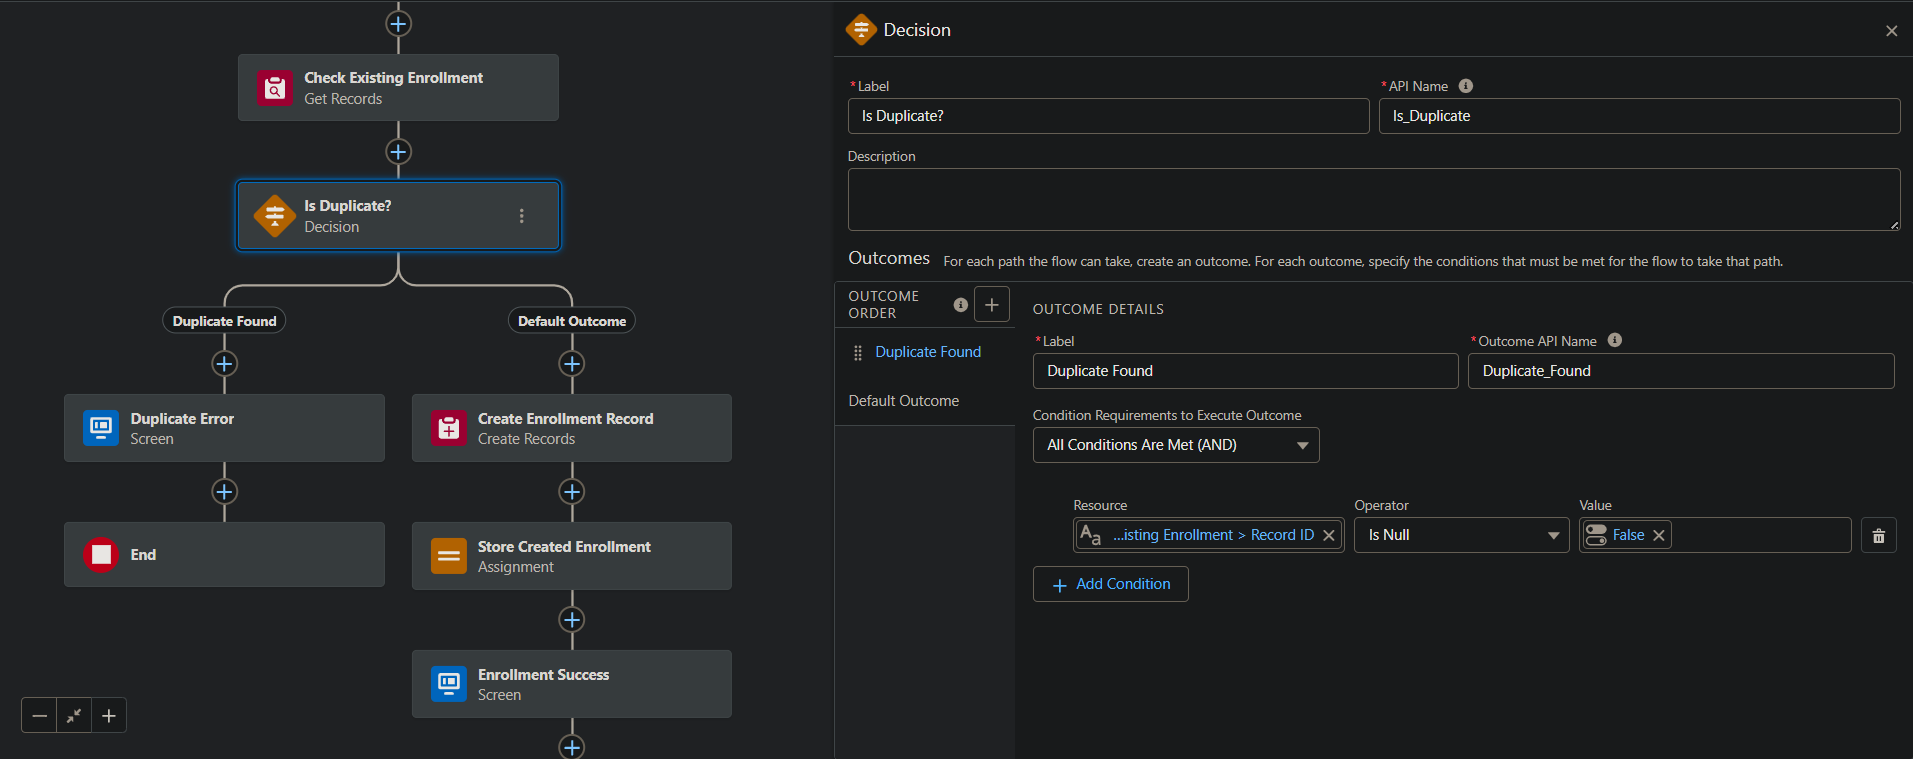 Check Existing Enrollment
Get Records
Is Duplicate?
Decision
Duplicate Found
Default Outcome
Duplicate Error
Screen
Create Enrollment Record
Create Records
End
Store Created Enrollment
Assignment
Enrollment Success
Screen
Decision
*Label
*API Name
Is Duplicate?
Is_Duplicate
Description
Outcomes For each path the flow can take, create an outcome. For each outcome, specify the conditions that must be met for the flow to take that path.
OUTCOME
ORDER
Duplicate Found
Default Outcome
OUTCOME DETAILS
*Label
*Outcome API Name
Duplicate Found
Duplicate_Found
Condition Requirements to Execute Outcome
All Conditions Are Met (AND)
Resource
Operator
Value
Aa ...isting Enrollment > Record ID
Is Null
False
+ Add Condition